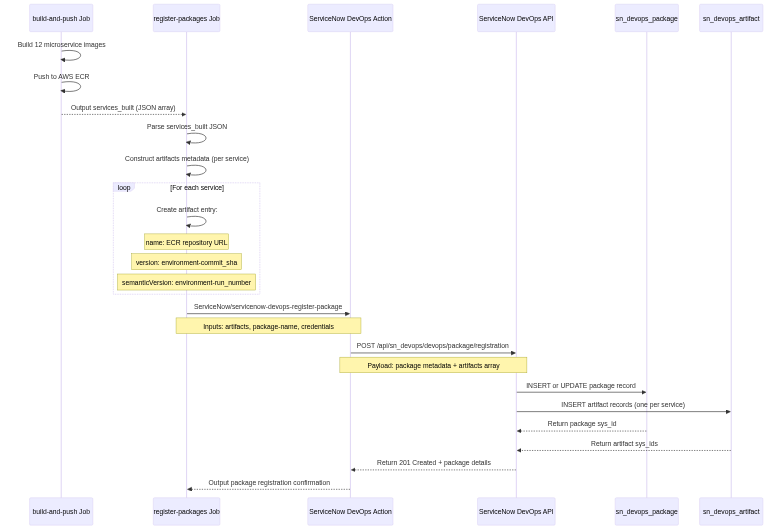 build-and-push Job
register-packages Job
ServiceNow DevOps Action
ServiceNow DevOps API
sn_devops_package
sn_devops_artifact
Build 12 microservice images
Push to AWS ECR
Output services_built (JSON array)
Parse services_built JSON
Construct artifacts metadata (per service)
loop
[For each service]
Create artifact entry:
name: ECR repository URL
version: environment-commit_sha
semanticVersion: environment-run_number
ServiceNow/servicenow-devops-register-package
Inputs: artifacts, package-name, credentials
POST /api/sn_devops/devops/package/registration
Payload: package metadata + artifacts array
INSERT or UPDATE package record
INSERT artifact records (one per service)
Return package sys_id
Return artifact sys_ids
Return 201 Created + package details
Output package registration confirmation
build-and-push Job
register-packages Job
ServiceNow DevOps Action
ServiceNow DevOps API
sn_devops_package
sn_devops_artifact